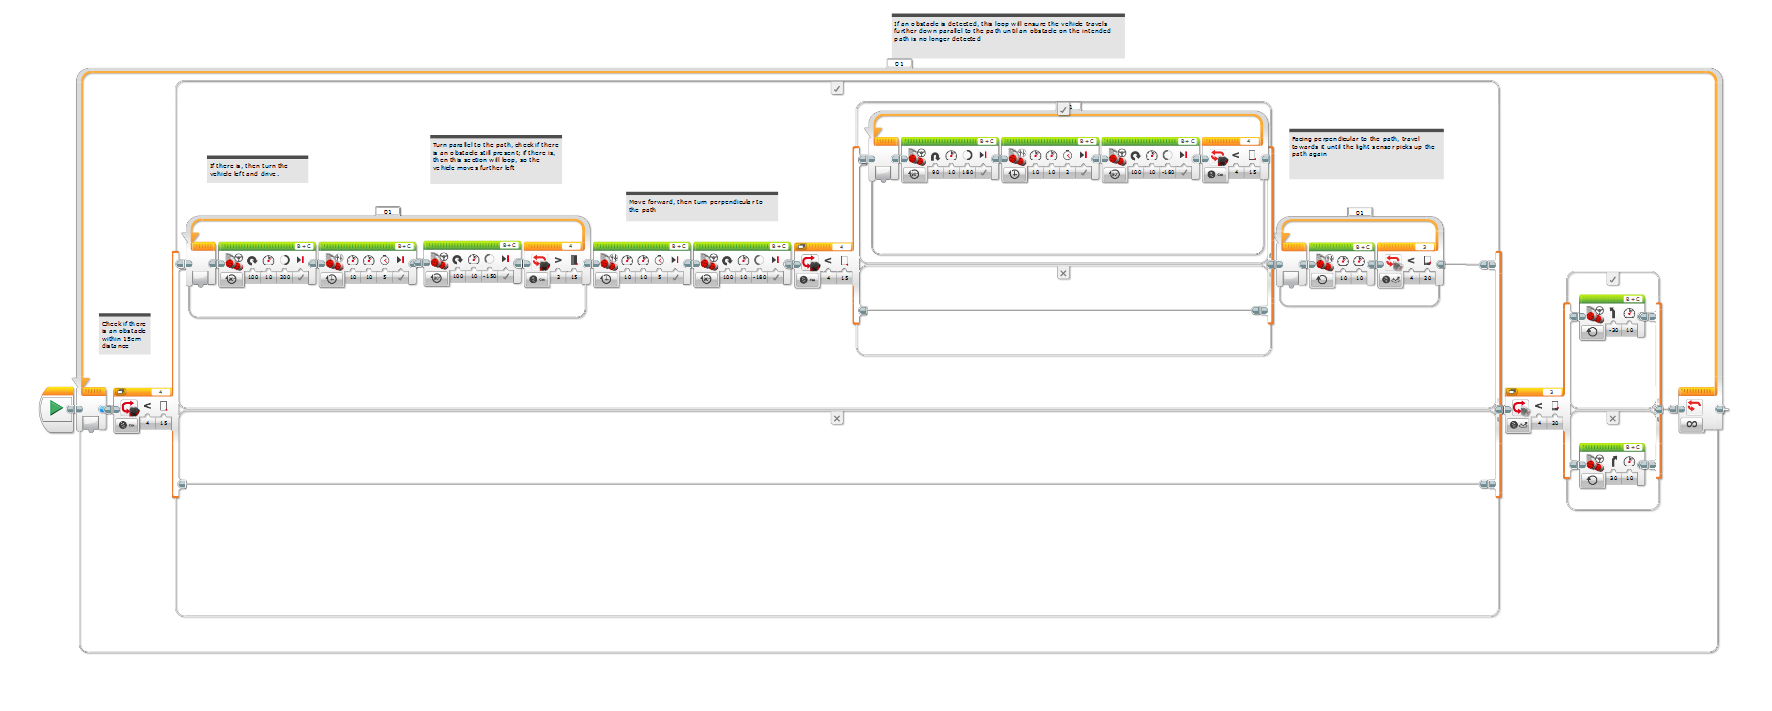 If an obstacle is detected, this loop will ensure the vehicle travels
further down parallel to the path until an obstacle on the intended
path is no longer detected
01
Turn parallel to the path, check if there
is an obstacle still present; if there is,
then this section will loop, so the
vehicle moves further left
If there is, then turn the
vehicle left and drive.
Facing perpendicular to the path, travel
towards it until the light sensor picks up the
path again
Move forward, then turn perpendicular to
the path
Check if there
is an obstacle
within 15cm
distance
1
B + C
B + C
B + C
4
90 10 180
10 10 3
100 10 -180
< 4 15
01
01
B + C
B + C
B + C
4
B + C
B + C
4
B + C
3
100 10 200
10 10 5
100 10 -150
> 3 15
10 10 5
100 10 -180
< 4 15
10 10
< 4 20
B + C
-30 10
4
< 4 15
3
< 4 20
B + C
30 10
∞